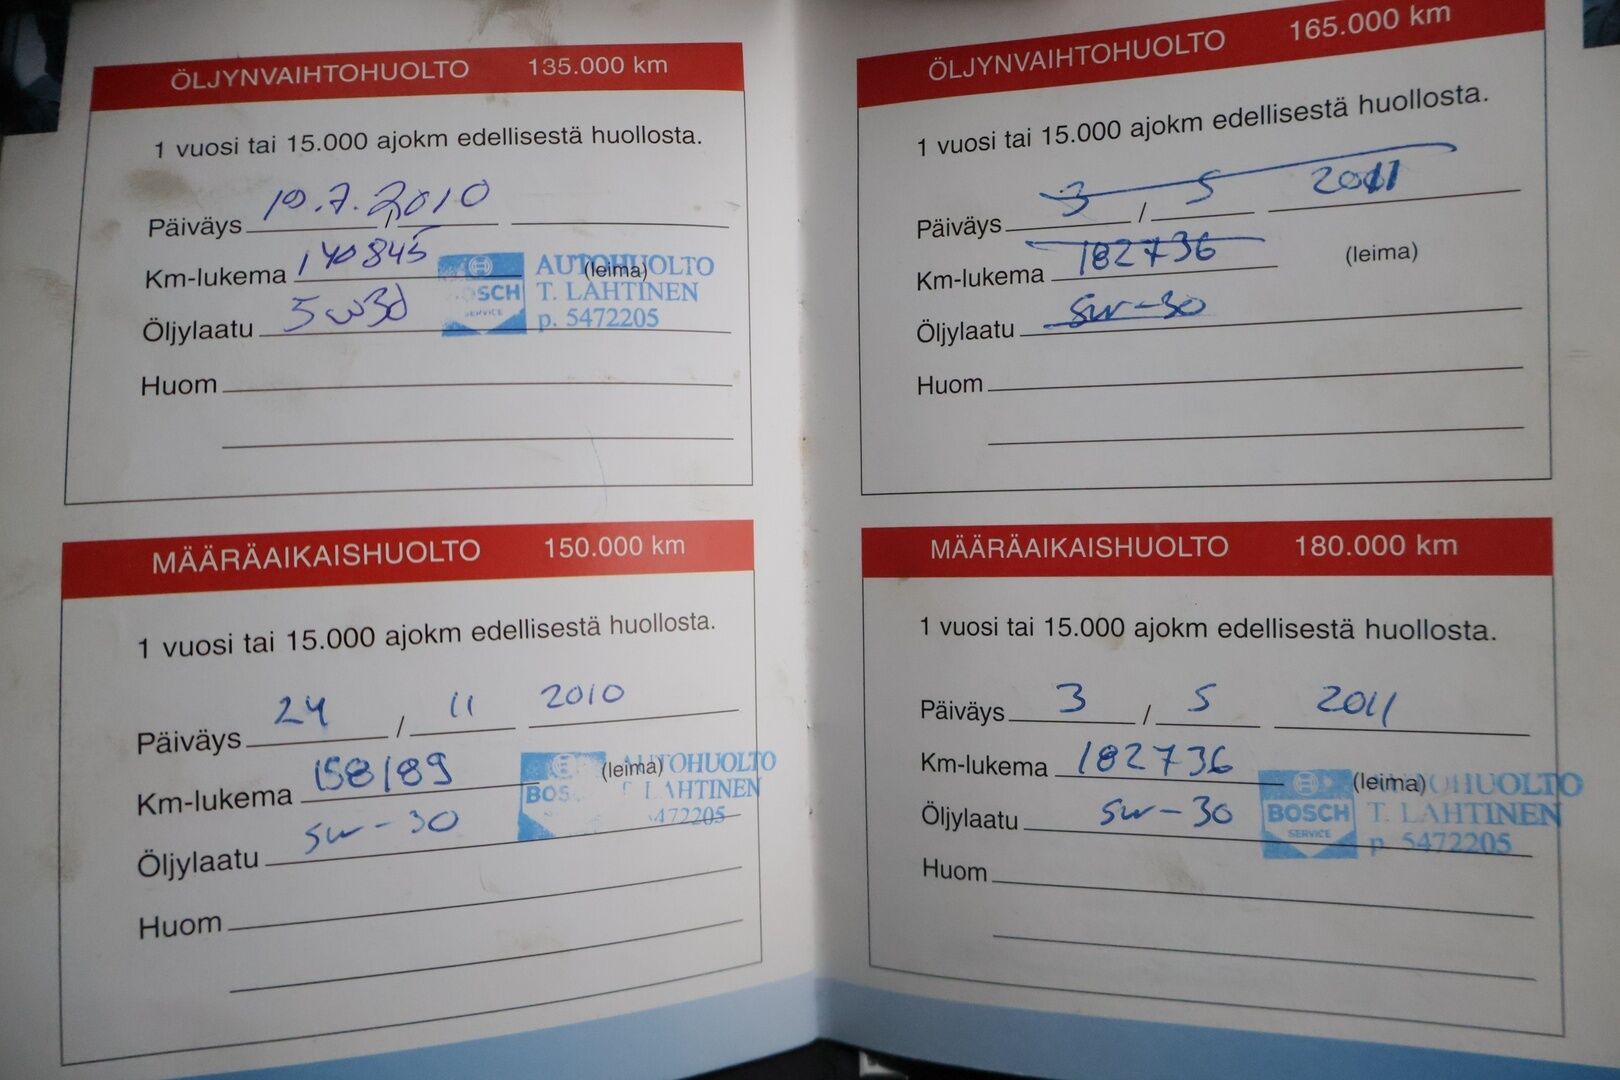 ÖLJYNVAIHTOHUOLTO 135.000 km
1 vuosi tai 15.000 ajokm edellisestä huollosta.
Päiväys 19.7.2010 /
Km-lukema 140845 (leima)
Öljylaatu 5w30
Huom
BOSCH SERVICE
AUTOHUOLTO
T. LAHTINEN
p. 5472205
MÄÄRÄAIKAISHUOLTO 150.000 km
1 vuosi tai 15.000 ajokm edellisestä huollosta.
Päiväys 24 / 11 2010
Km-lukema 158189 (leima)
Öljylaatu 5w-30
Huom
BOS
AUTOHUOLTO
T. LAHTINEN
5472205
ÖLJYNVAIHTOHUOLTO 165.000 km
1 vuosi tai 15.000 ajokm edellisestä huollosta.
Päiväys 3 / 5 2011
Km-lukema 182736 (leima)
Öljylaatu 5w-30
Huom
MÄÄRÄAIKAISHUOLTO 180.000 km
1 vuosi tai 15.000 ajokm edellisestä huollosta.
Päiväys 3 / 5 2011
Km-lukema 182736 (leima)
Öljylaatu 5w-30
Huom
BOSCH
SERVICE
AUTOHUOLTO
T. LAHTINEN
p. 5472205